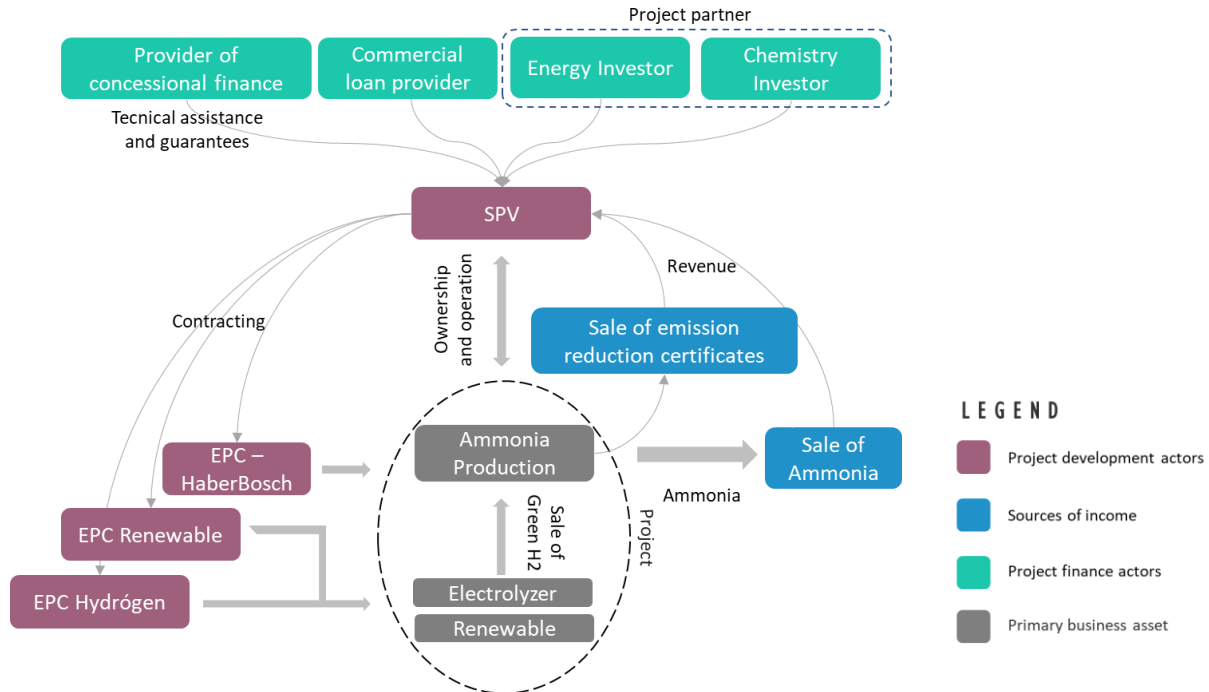 Project partner
Provider of
concessional finance
Commercial
loan provider
Energy Investor
Chemistry
Investor
Tecnical assistance
and guarantees
SPV
Ownership
and operation
Revenue
Contracting
Sale of emission
reduction certificates
EPC –
HaberBosch
Ammonia
Production
Sale of
Ammonia
Ammonia
EPC Renewable
Sale of
Green H2
Project
EPC Hydrógen
Electrolyzer
Renewable
LEGEND
Project development actors
Sources of income
Project finance actors
Primary business asset